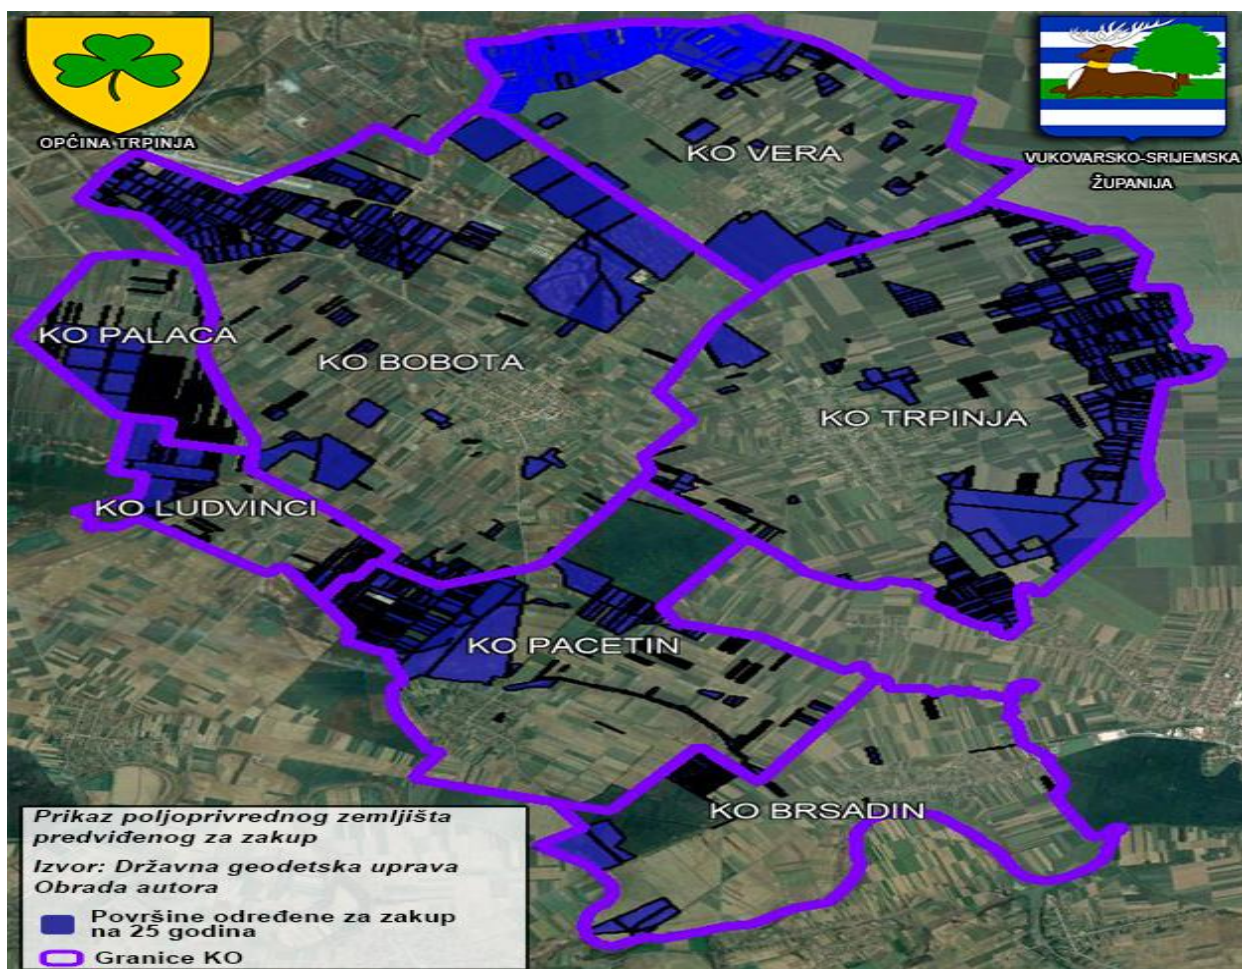 OPĆINA TRPINJA
VUKOVARSKO-SRIJEMSKA
ŽUPANIJA
KO VERA
KO PALACA
KO BOBOTA
KO TRPINJA
KO LUDVINCI
KO PACETIN
KO BRSADIN
Prikaz poljoprivrednog zemljišta
predviđenog za zakup
Izvor: Državna geodetska uprava
Obrada autora
Površine određene za zakup
na 25 godina
Granice KO